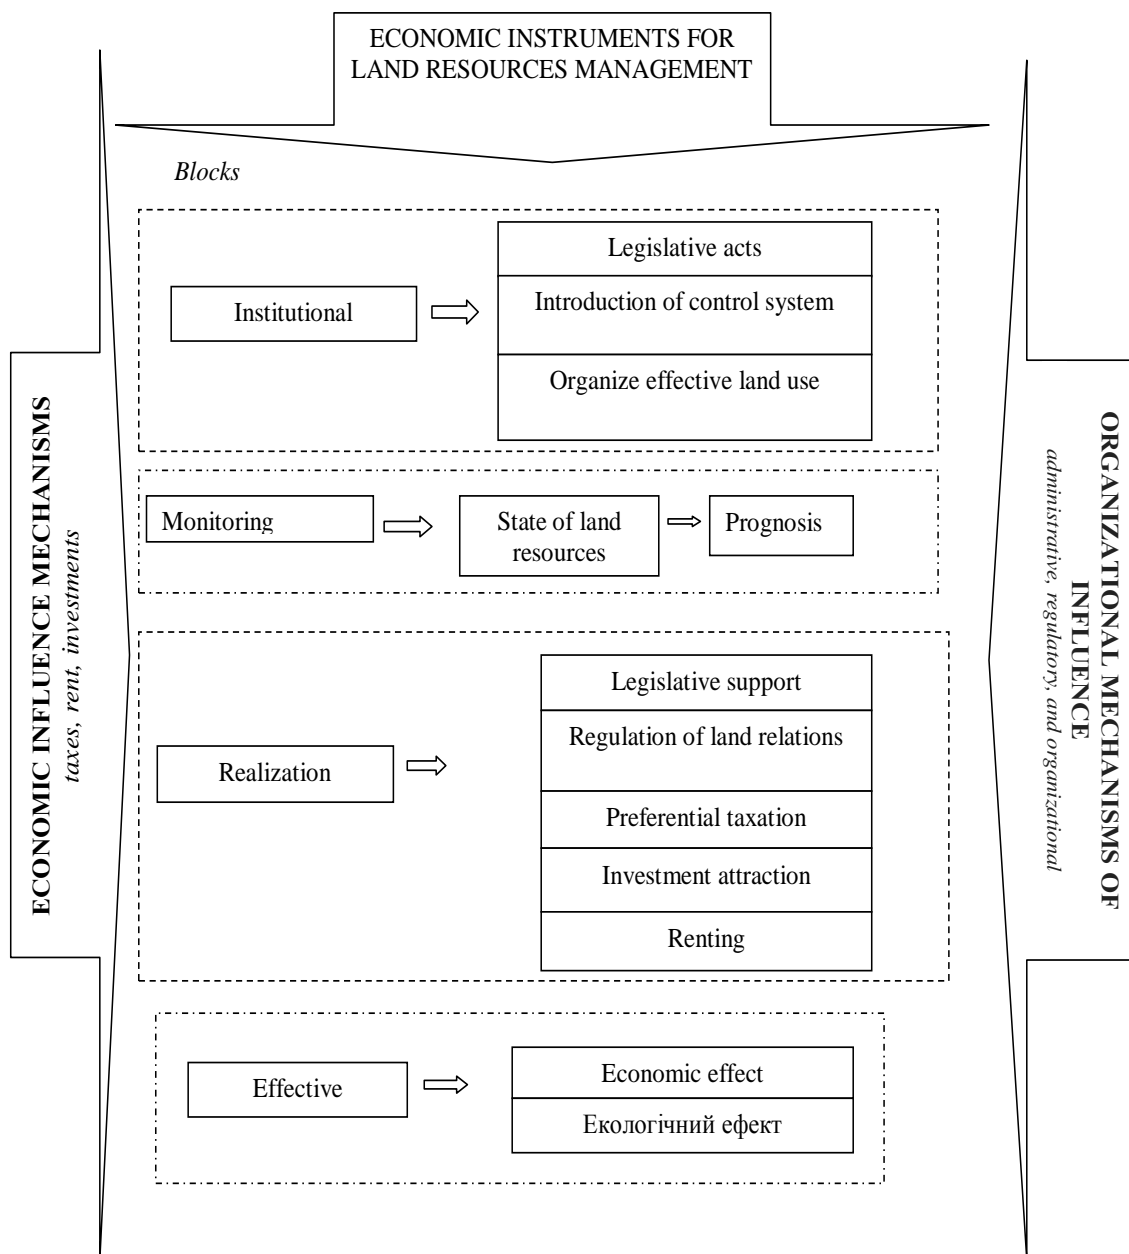 ECONOMIC INSTRUMENTS FOR
LAND RESOURCES MANAGEMENT
Blocks
Institutional
Legislative acts
Introduction of control system
Organize effective land use
Monitoring
State of land
resources
Prognosis
Realization
Legislative support
Regulation of land relations
Preferential taxation
Investment attraction
Renting
Effective
Economic effect
Екологічний ефект
ECONOMIC INFLUENCE MECHANISMS
taxes, rent, investments
ORGANIZATIONAL MECHANISMS OF
INFLUENCE
administrative, regulatory, and organizational